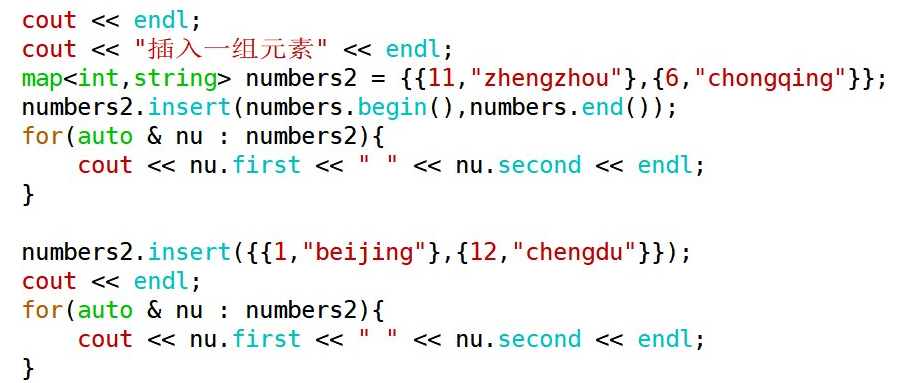 cout << endl;
cout << "插入一组元素" << endl;
map<int,string> numbers2 = {{11,"zhengzhou"},{6,"chongqing"}};
numbers2.insert(numbers.begin(),numbers.end());
for(auto & nu : numbers2){
    cout << nu.first << " " << nu.second << endl;
}

numbers2.insert({{1,"beijing"},{12,"chengdu"}});
cout << endl;
for(auto & nu : numbers2){
    cout << nu.first << " " << nu.second << endl;
}